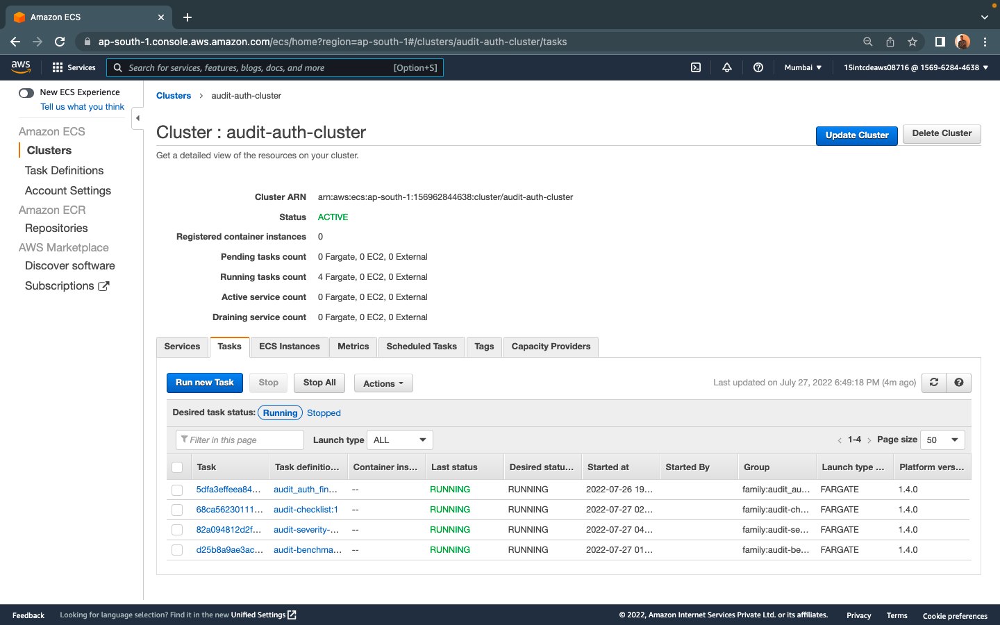 Amazon ECS
ap-south-1.console.aws.amazon.com/ecs/home?region=ap-south-1#/clusters/audit-auth-cluster/tasks
aws
Services
Search for services, features, blogs, docs, and more
[Option+S]
Mumbai
15intcdeaws08716 @ 1569-6284-4638
New ECS Experience
Tell us what you think
Amazon ECS
Clusters
Task Definitions
Account Settings
Amazon ECR
Repositories
AWS Marketplace
Discover software
Subscriptions
Clusters > audit-auth-cluster
Cluster : audit-auth-cluster
Update Cluster
Delete Cluster
Get a detailed view of the resources on your cluster.
Cluster ARN arn:aws:ecs:ap-south-1:156962844638:cluster/audit-auth-cluster
Status ACTIVE
Registered container instances 0
Pending tasks count 0 Fargate, 0 EC2, 0 External
Running tasks count 4 Fargate, 0 EC2, 0 External
Active service count 0 Fargate, 0 EC2, 0 External
Draining service count 0 Fargate, 0 EC2, 0 External
Services Tasks ECS Instances Metrics Scheduled Tasks Tags Capacity Providers
Run new Task Stop Stop All Actions
Last updated on July 27, 2022 6:49:18 PM (4m ago)
Desired task status: Running Stopped
Filter in this page Launch type ALL < 1-4 > Page size 50
Task Task definitio... Container ins... Last status Desired statu... Started at Started By Group Launch type ... Platform vers...
5dfa3effeea84... audit_auth_fin... -- RUNNING RUNNING 2022-07-26 19... family:audit_au... FARGATE 1.4.0
68ca56230111... audit-checklist:1 -- RUNNING RUNNING 2022-07-27 02... family:audit-ch... FARGATE 1.4.0
82a094812d2f... audit-severity-... -- RUNNING RUNNING 2022-07-27 04... family:audit-se... FARGATE 1.4.0
d25b8a9ae3ac... audit-benchma... -- RUNNING RUNNING 2022-07-27 01... family:audit-be... FARGATE 1.4.0
Feedback Looking for language selection? Find it in the new Unified Settings
© 2022, Amazon Internet Services Private Ltd. or its affiliates. Privacy Terms Cookie preferences